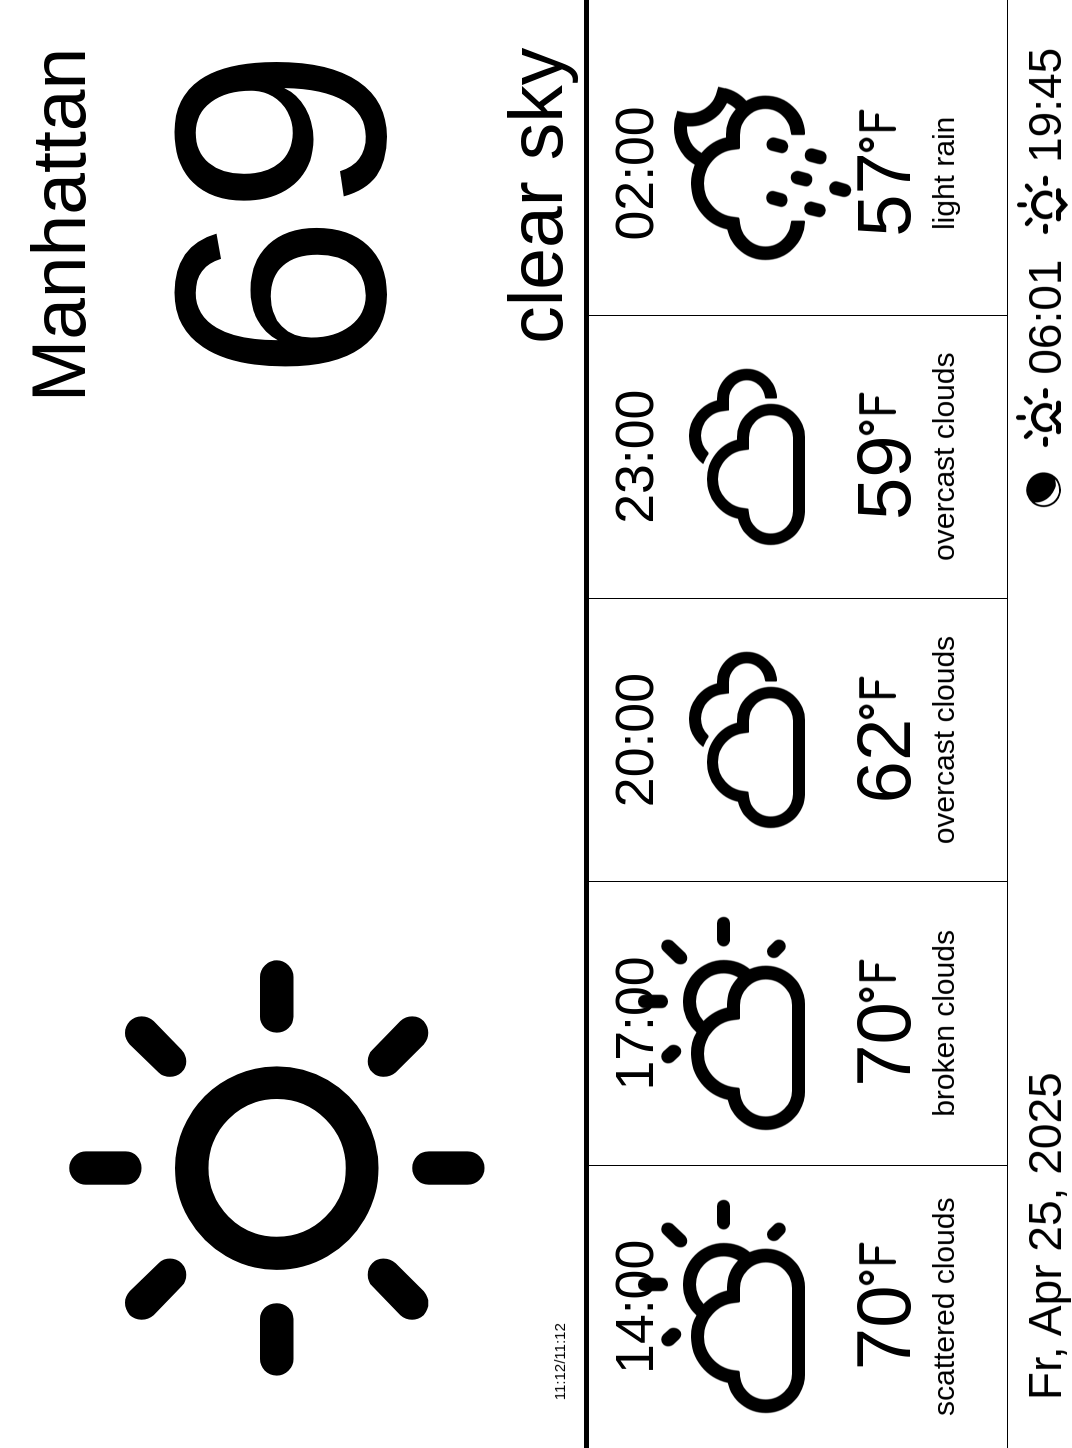 Manhattan
69
clear sky
11:12/11:12
14:00
17:00
20:00
23:00
02:00
70°F
70°F
62°F
59°F
57°F
scattered clouds
broken clouds
overcast clouds
overcast clouds
light rain
Fr, Apr 25, 2025
06:01
19:45